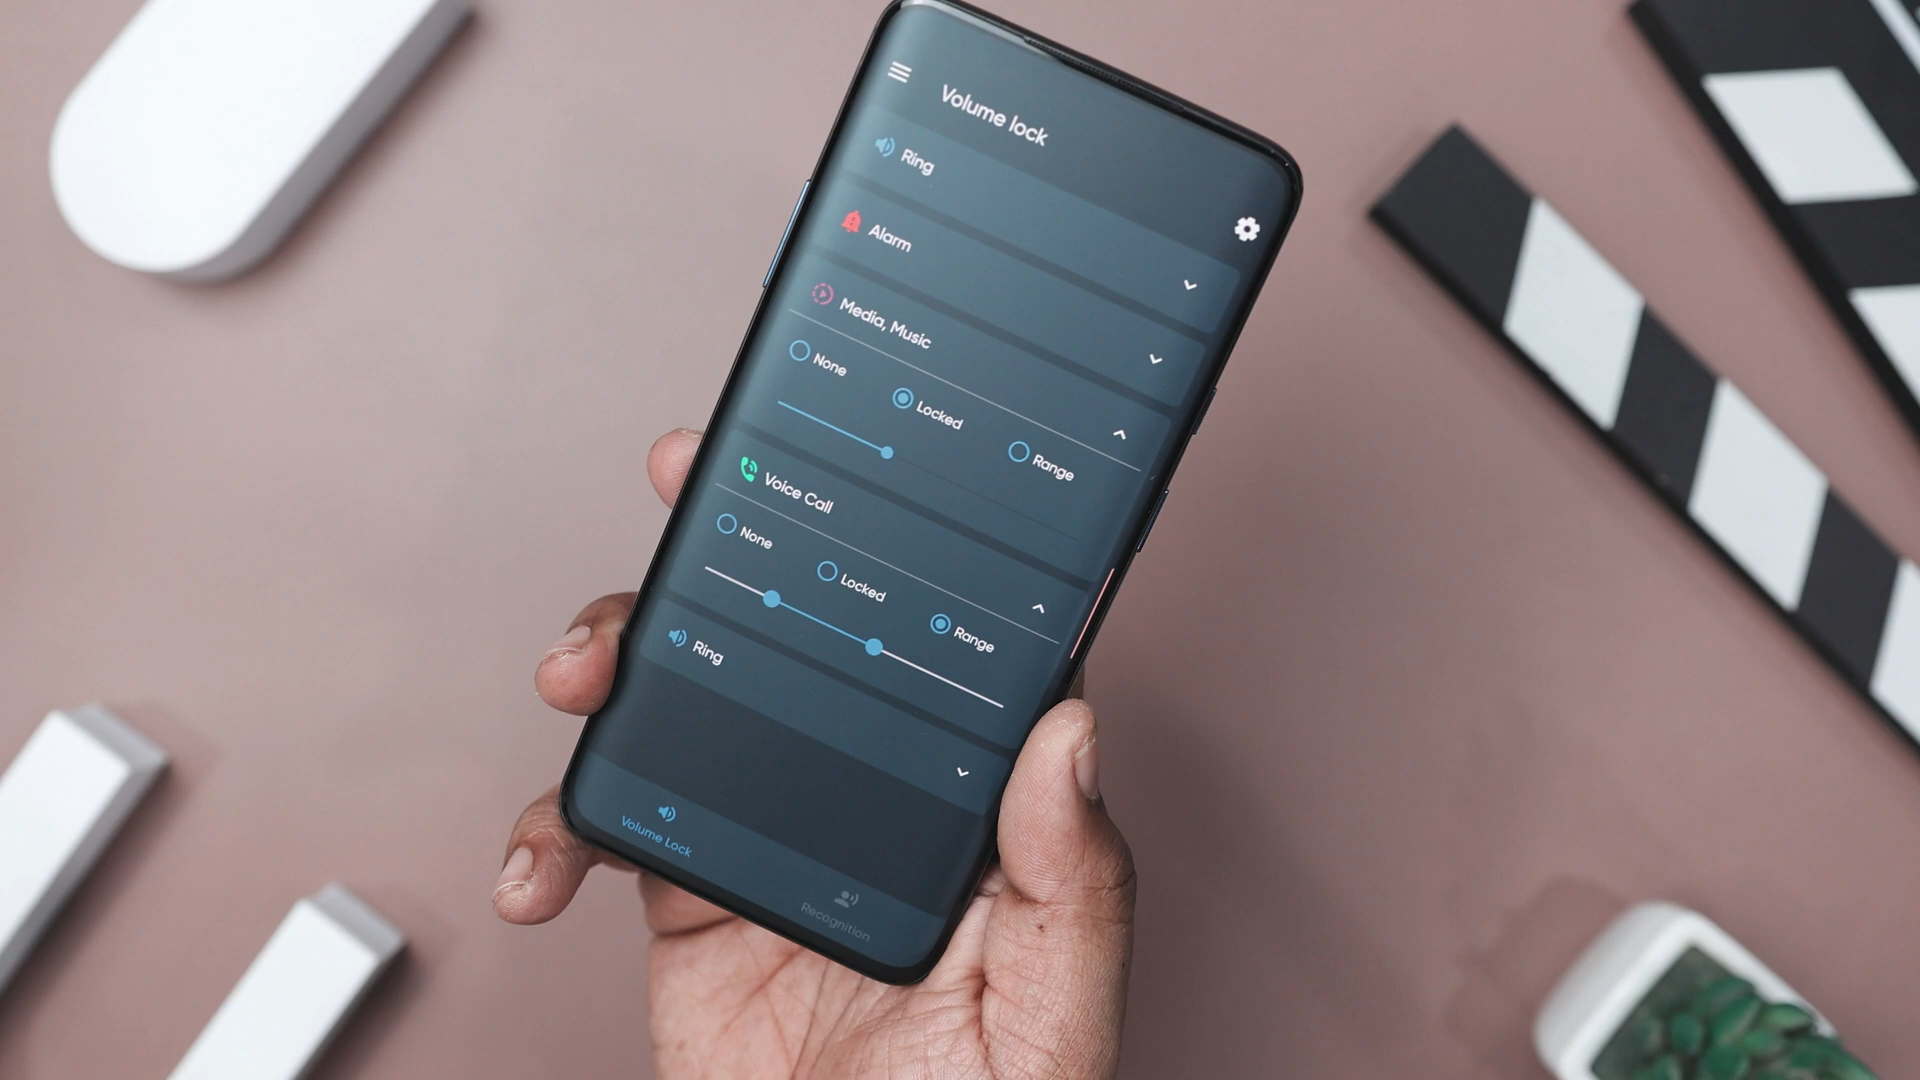 Volume lock
Ring
Alarm
Media, Music
None
Locked
Range
Voice Call
None
Locked
Range
Ring
Volume Lock
Recognition